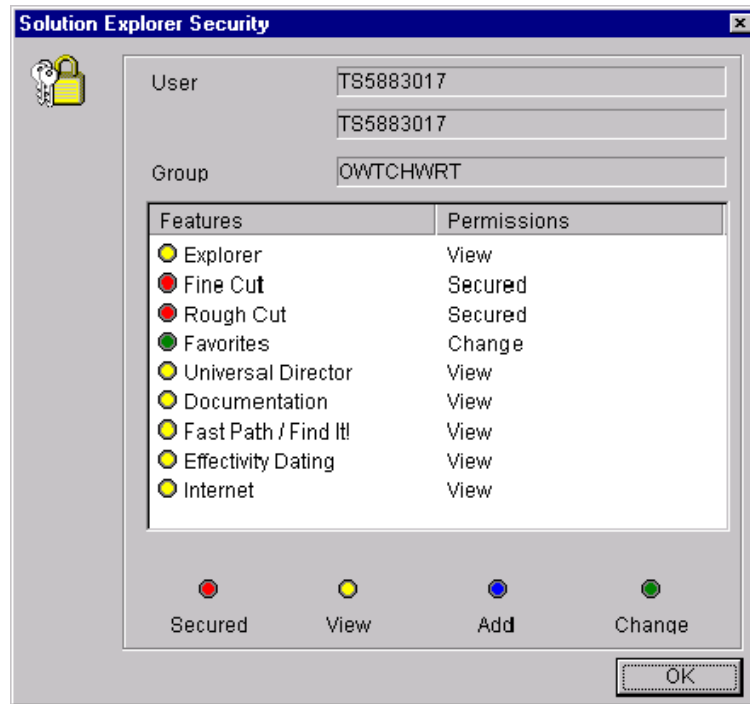 Solution Explorer Security
User TS5883017
TS5883017
Group OWTCHWRT
Features Permissions
Explorer View
Fine Cut Secured
Rough Cut Secured
Favorites Change
Universal Director View
Documentation View
Fast Path / Find It! View
Effectivity Dating View
Internet View
Secured View Add Change
OK